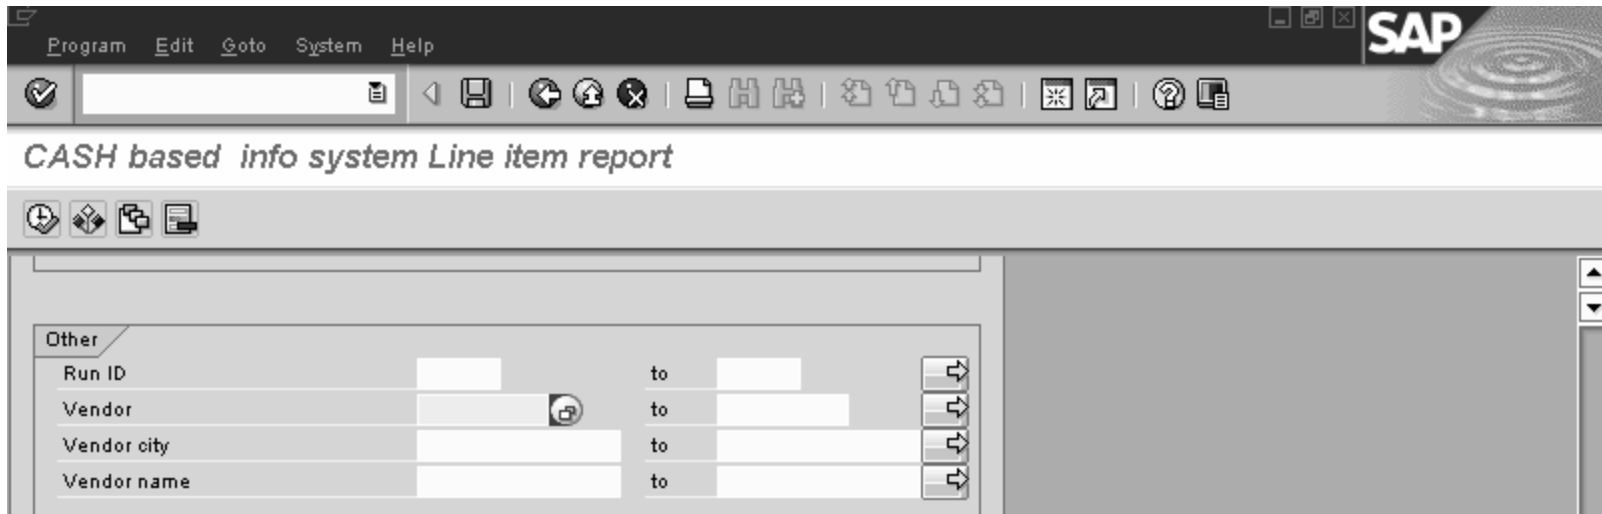 Program Edit Goto System Help
SAP
CASH based info system Line item report
Other
Run ID to
Vendor to
Vendor city to
Vendor name to